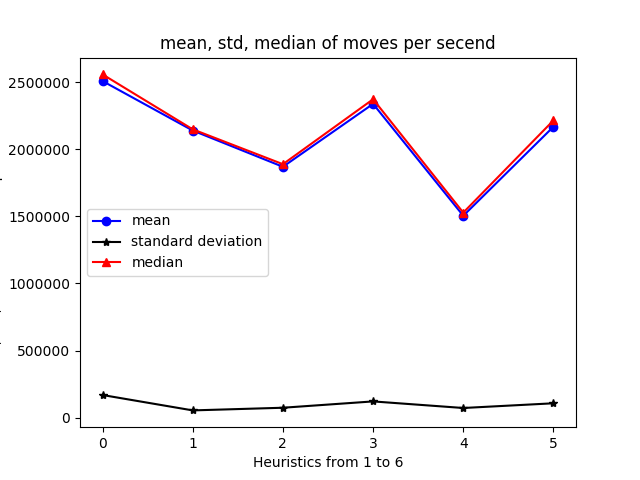 mean, std, median of moves per secend
2500000
2000000
1500000
1000000
500000
0
mean
standard deviation
median
0 1 2 3 4 5
Heuristics from 1 to 6